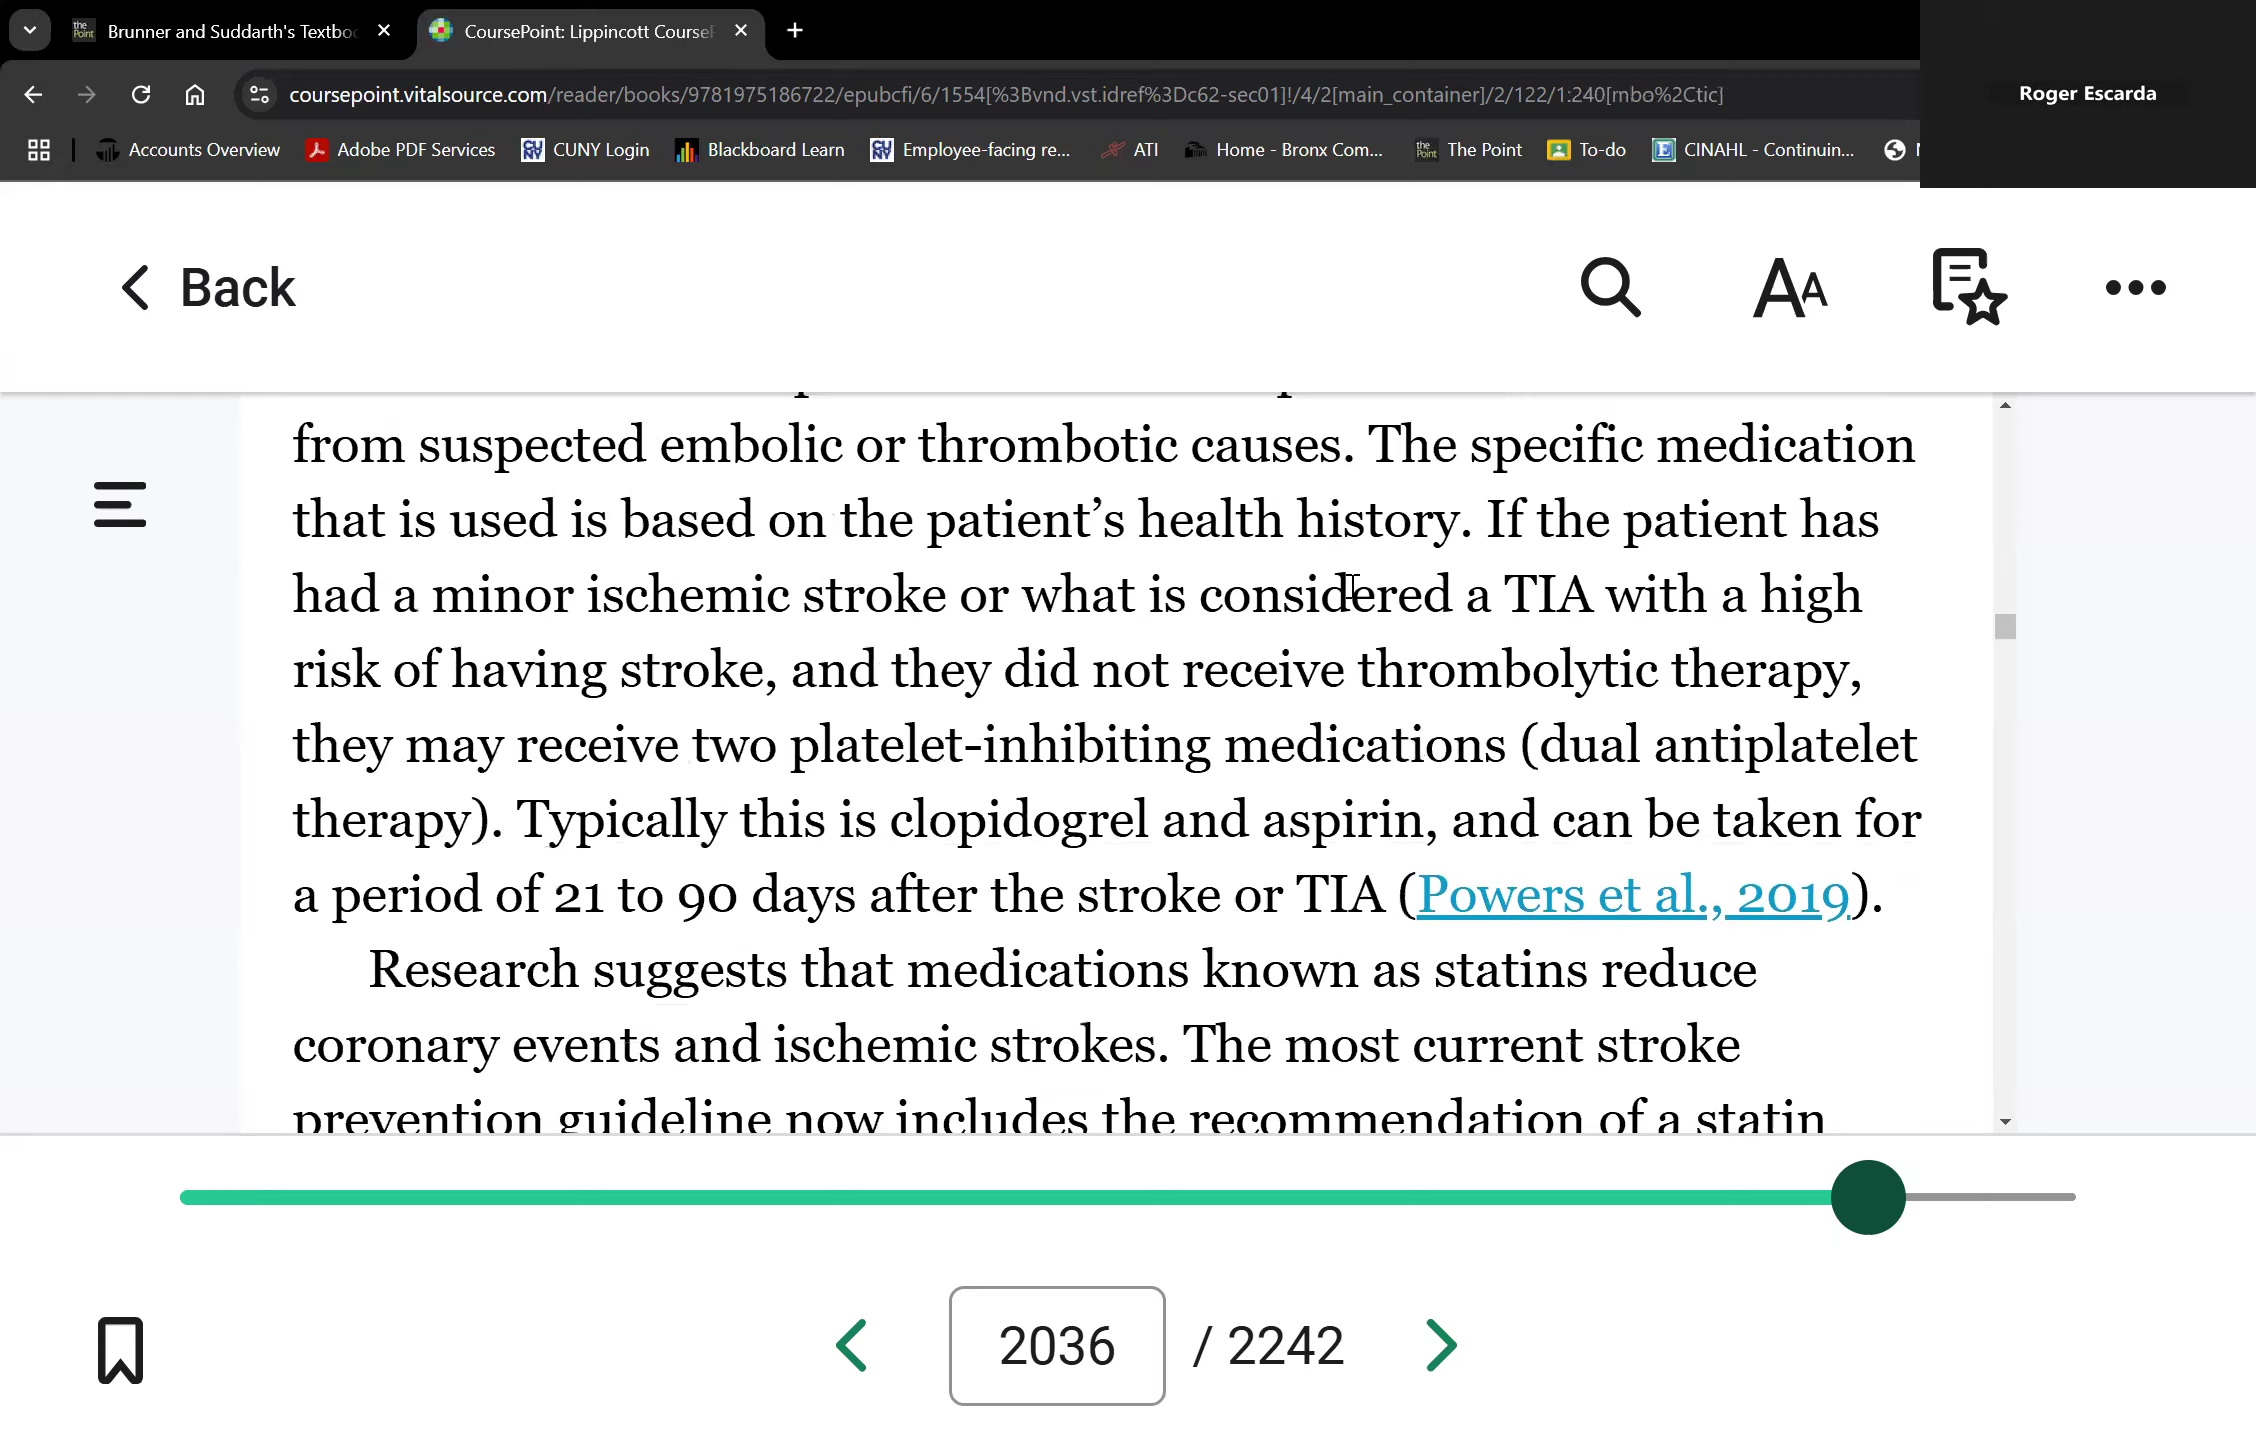 Brunner and Suddarth's Textbo
CoursePoint: Lippincott CourseP
coursepoint.vitalsource.com/reader/books/9781975186722/epubcfi/6/1554[%3Bvnd.vst.idref%3Dc62-sec01]!/4/2[main_container]/2/122/1:240[mbo%2Ctic]
Roger Escarda
Accounts Overview
Adobe PDF Services
CUNY Login
Blackboard Learn
Employee-facing re...
ATI
Home - Bronx Com...
The Point
To-do
CINAHL - Continuin...
Back
from suspected embolic or thrombotic causes. The specific medication
that is used is based on the patient’s health history. If the patient has
had a minor ischemic stroke or what is considered a TIA with a high
risk of having stroke, and they did not receive thrombolytic therapy,
they may receive two platelet-inhibiting medications (dual antiplatelet
therapy). Typically this is clopidogrel and aspirin, and can be taken for
a period of 21 to 90 days after the stroke or TIA (Powers et al., 2019).
Research suggests that medications known as statins reduce
coronary events and ischemic strokes. The most current stroke
prevention guideline now includes the recommendation of a statin
2036 / 2242